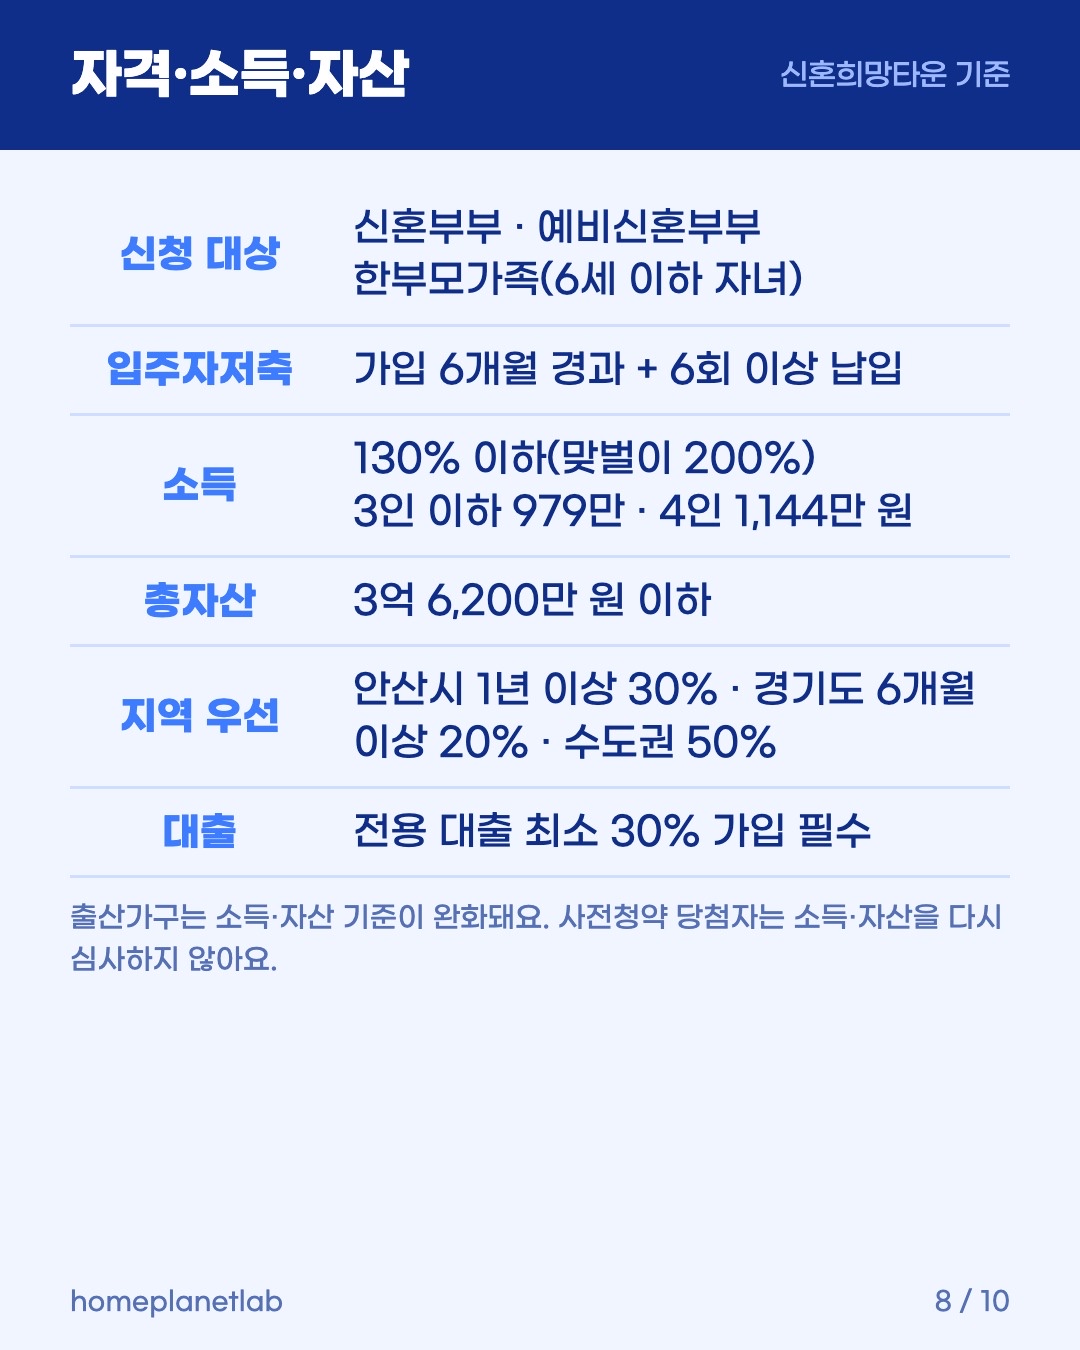 자격·소득·자산
신혼희망타운 기준
신청 대상
신혼부부 · 예비신혼부부
한부모가족(6세 이하 자녀)
입주자저축
가입 6개월 경과 + 6회 이상 납입
소득
130% 이하(맞벌이 200%)
3인 이하 979만 · 4인 1,144만 원
총자산
3억 6,200만 원 이하
지역 우선
안산시 1년 이상 30% · 경기도 6개월
이상 20% · 수도권 50%
대출
전용 대출 최소 30% 가입 필수
출산가구는 소득·자산 기준이 완화돼요. 사전청약 당첨자는 소득·자산을 다시
심사하지 않아요.
homeplanetlab
8 / 10